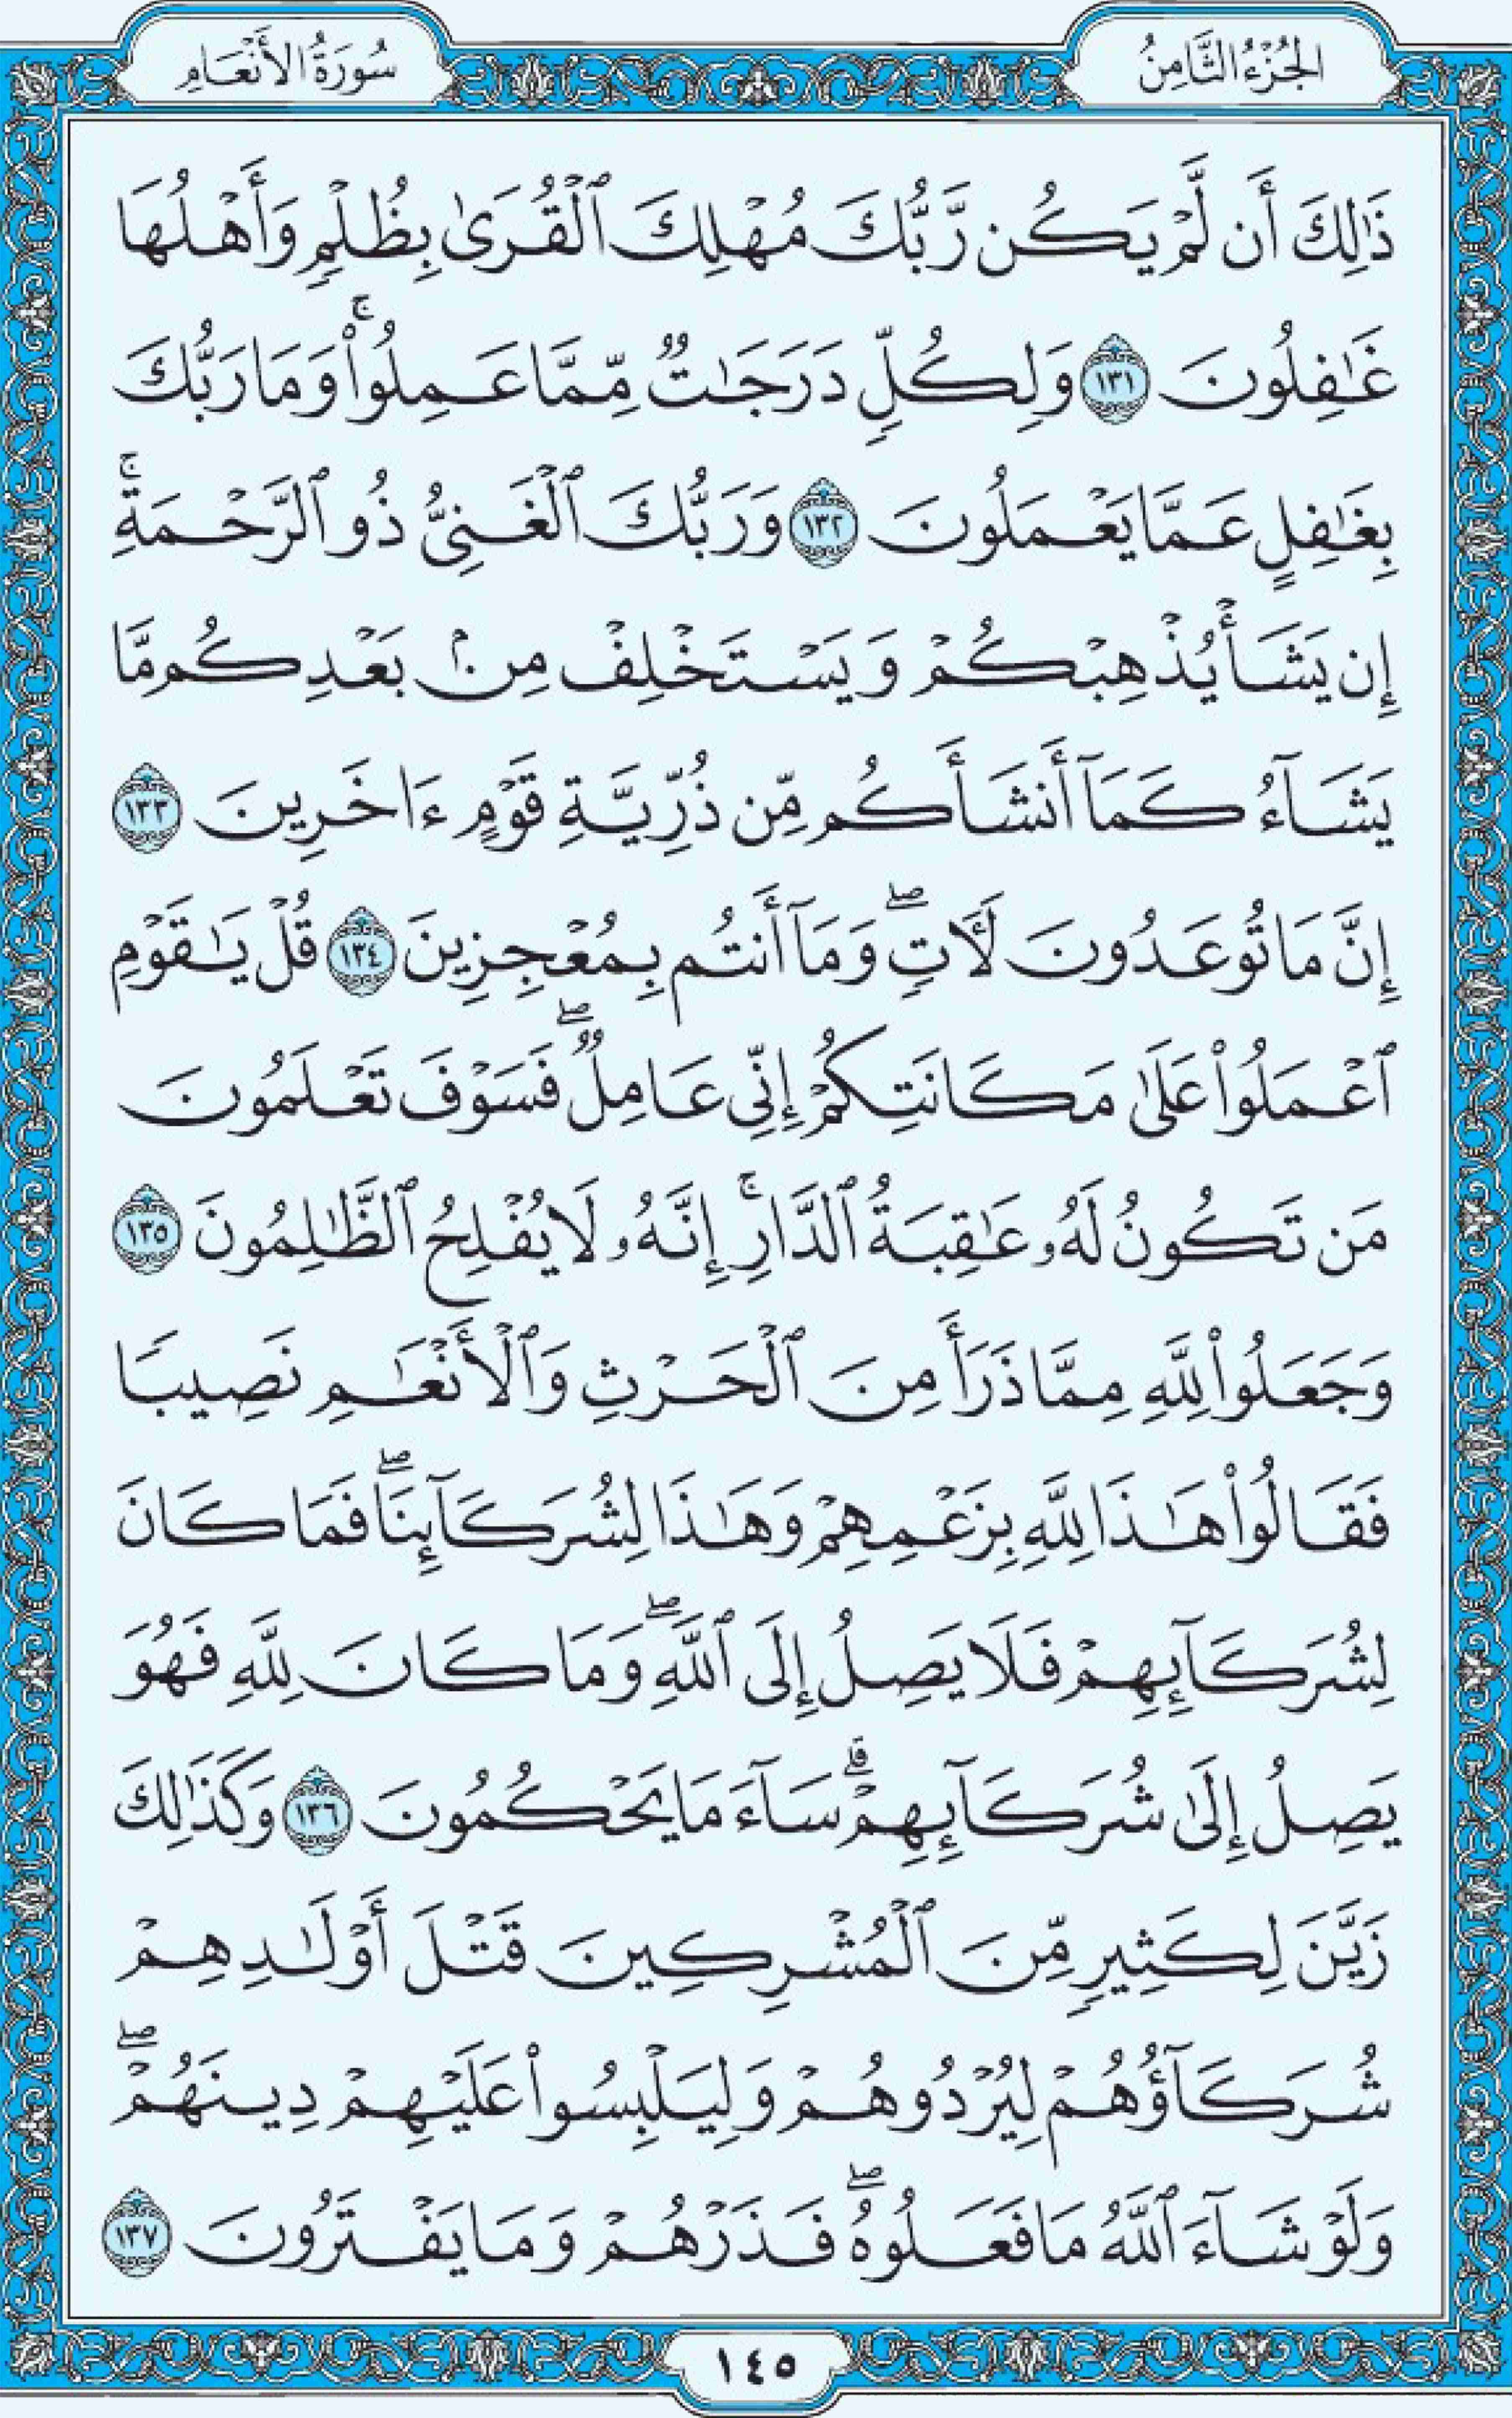 الجُزْءُ الثَّامِنُ
سُورَةُ الأَنْعَامِ
ذَٰلِكَ أَن لَّمْ يَكُن رَّبُّكَ مُهْلِكَ ٱلْقُرَىٰ بِظُلْمٍ وَأَهْلُهَا
غَٰفِلُونَ ١٣١ وَلِكُلٍّ دَرَجَٰتٌ مِّمَّا عَمِلُوا۟ ۚ وَمَا رَبُّكَ
بِغَٰفِلٍ عَمَّا يَعْمَلُونَ ١٣٢ وَرَبُّكَ ٱلْغَنِىُّ ذُو ٱلرَّحْمَةِ ۚ
إِن يَشَأْ يُذْهِبْكُمْ وَيَسْتَخْلِفْ مِنۢ بَعْدِكُم مَّا
يَشَآءُ كَمَآ أَنشَأَكُم مِّن ذُرِّيَّةِ قَوْمٍ ءَاخَرِينَ ١٣٣
إِنَّ مَا تُوعَدُونَ لَـَٔاتٍ ۖ وَمَآ أَنتُم بِمُعْجِزِينَ ١٣٤ قُلْ يَٰقَوْمِ
ٱعْمَلُوا۟ عَلَىٰ مَكَانَتِكُمْ إِنِّى عَامِلٌ ۖ فَسَوْفَ تَعْلَمُونَ
مَن تَكُونُ لَهُۥ عَٰقِبَةُ ٱلدَّارِ ۚ إِنَّهُۥ لَا يُفْلِحُ ٱلظَّٰلِمُونَ ١٣٥
وَجَعَلُوا۟ لِلَّهِ مِمَّا ذَرَأَ مِنَ ٱلْحَرْثِ وَٱلْأَنْعَٰمِ نَصِيبًا
فَقَالُوا۟ هَٰذَا لِلَّهِ بِزَعْمِهِمْ وَهَٰذَا لِشُرَكَآئِنَا ۖ فَمَا كَانَ
لِشُرَكَآئِهِمْ فَلَا يَصِلُ إِلَى ٱللَّهِ ۖ وَمَا كَانَ لِلَّهِ فَهُوَ
يَصِلُ إِلَىٰ شُرَكَآئِهِمْ ۗ سَآءَ مَا يَحْكُمُونَ ١٣٦ وَكَذَٰلِكَ
زَيَّنَ لِكَثِيرٍ مِّنَ ٱلْمُشْرِكِينَ قَتْلَ أَوْلَٰدِهِمْ
شُرَكَآؤُهُمْ لِيُرْدُوهُمْ وَلِيَلْبِسُوا۟ عَلَيْهِمْ دِينَهُمْ ۖ
وَلَوْ شَآءَ ٱللَّهُ مَا فَعَلُوهُ ۖ فَذَرْهُمْ وَمَا يَفْتَرُونَ ١٣٧
١٤٥